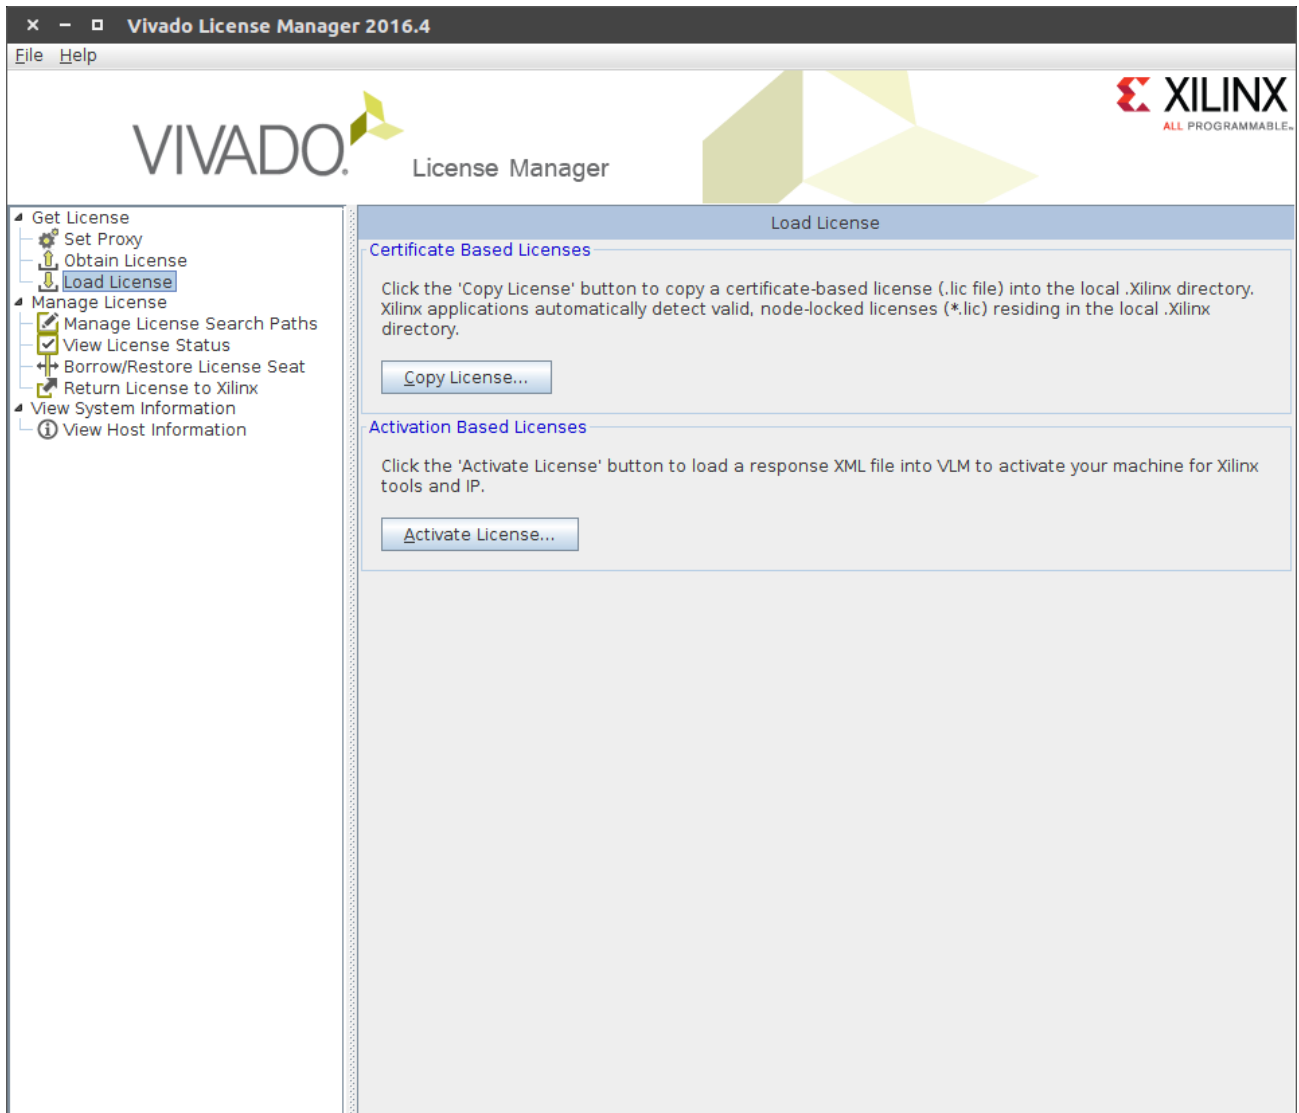 Vivado License Manager 2016.4
File Help
VIVADO.
License Manager
XILINX
ALL PROGRAMMABLE™
Get License
Set Proxy
Obtain License
Load License
Manage License
Manage License Search Paths
View License Status
Borrow/Restore License Seat
Return License to Xilinx
View System Information
View Host Information
Load License
Certificate Based Licenses
Click the 'Copy License' button to copy a certificate-based license (.lic file) into the local .Xilinx directory.
Xilinx applications automatically detect valid, node-locked licenses (*.lic) residing in the local .Xilinx
directory.
Copy License...
Activation Based Licenses
Click the 'Activate License' button to load a response XML file into VLM to activate your machine for Xilinx
tools and IP.
Activate License...